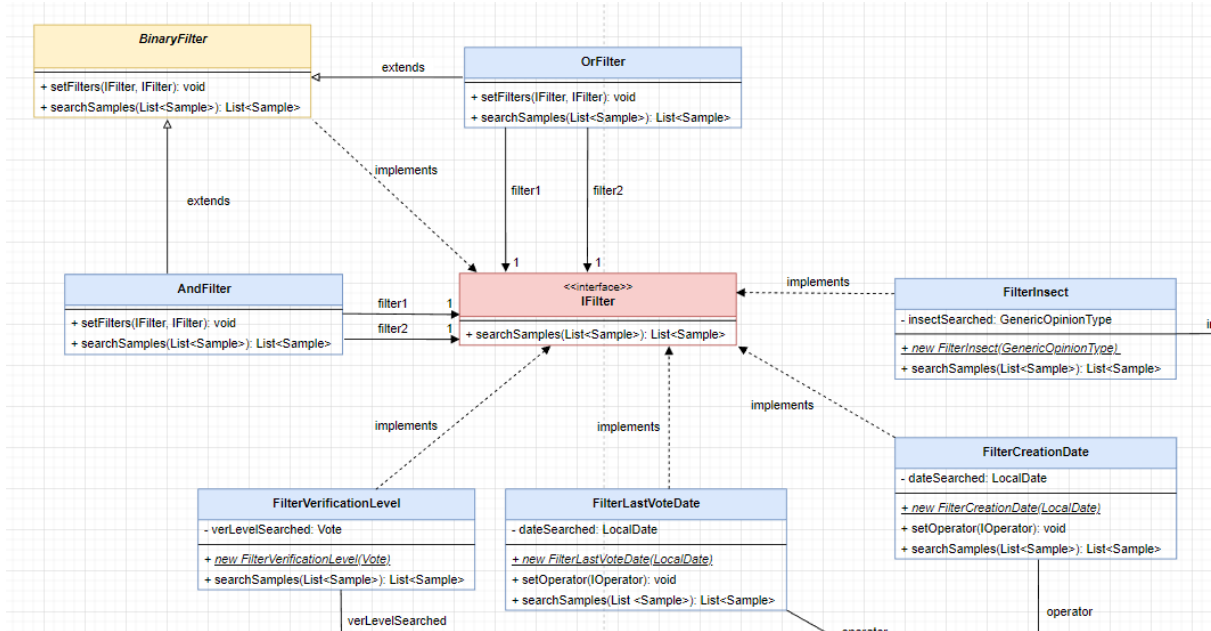 BinaryFilter
+ setFilters(IFilter, IFilter): void
+ searchSamples(List<Sample>): List<Sample>
extends
OrFilter
+ setFilters(IFilter, IFilter): void
+ searchSamples(List<Sample>): List<Sample>
implements
filter1
filter2
extends
1
1
AndFilter
+ setFilters(IFilter, IFilter): void
+ searchSamples(List<Sample>): List<Sample>
filter1
1
filter2
1
<<interface>>
IFilter
+ searchSamples(List<Sample>): List<Sample>
implements
FilterInsect
- insectSearched: GenericOpinionType
+ new FilterInsect(GenericOpinionType)
+ searchSamples(List<Sample>): List<Sample>
implements
implements
implements
FilterVerificationLevel
- verLevelSearched: Vote
+ new FilterVerificationLevel(Vote)
+ searchSamples(List<Sample>): List<Sample>
verLevelSearched
FilterLastVoteDate
- dateSearched: LocalDate
+ new FilterLastVoteDate(LocalDate)
+ setOperator(IOperator): void
+ searchSamples(List <Sample>): List<Sample>
FilterCreationDate
- dateSearched: LocalDate
+ new FilterCreationDate(LocalDate)
+ setOperator(IOperator): void
+ searchSamples(List<Sample>): List<Sample>
operator
operator